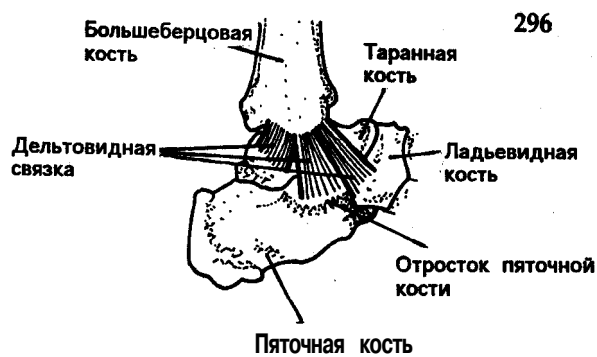 296
Большеберцовая
кость
Таранная
кость
Дельтовидная
связка
Ладьевидная
кость
Отросток пяточной
кости
Пяточная кость